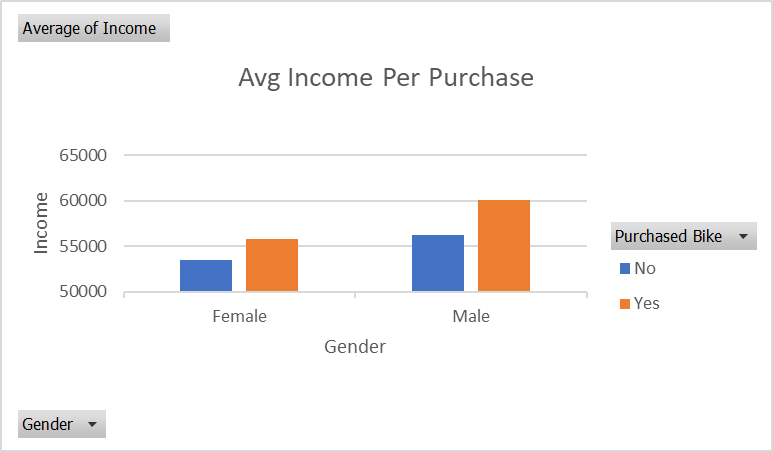 Average of Income
Avg Income Per Purchase
65000
60000
55000
50000
Income
Female
Male
Gender
Purchased Bike
No
Yes
Gender